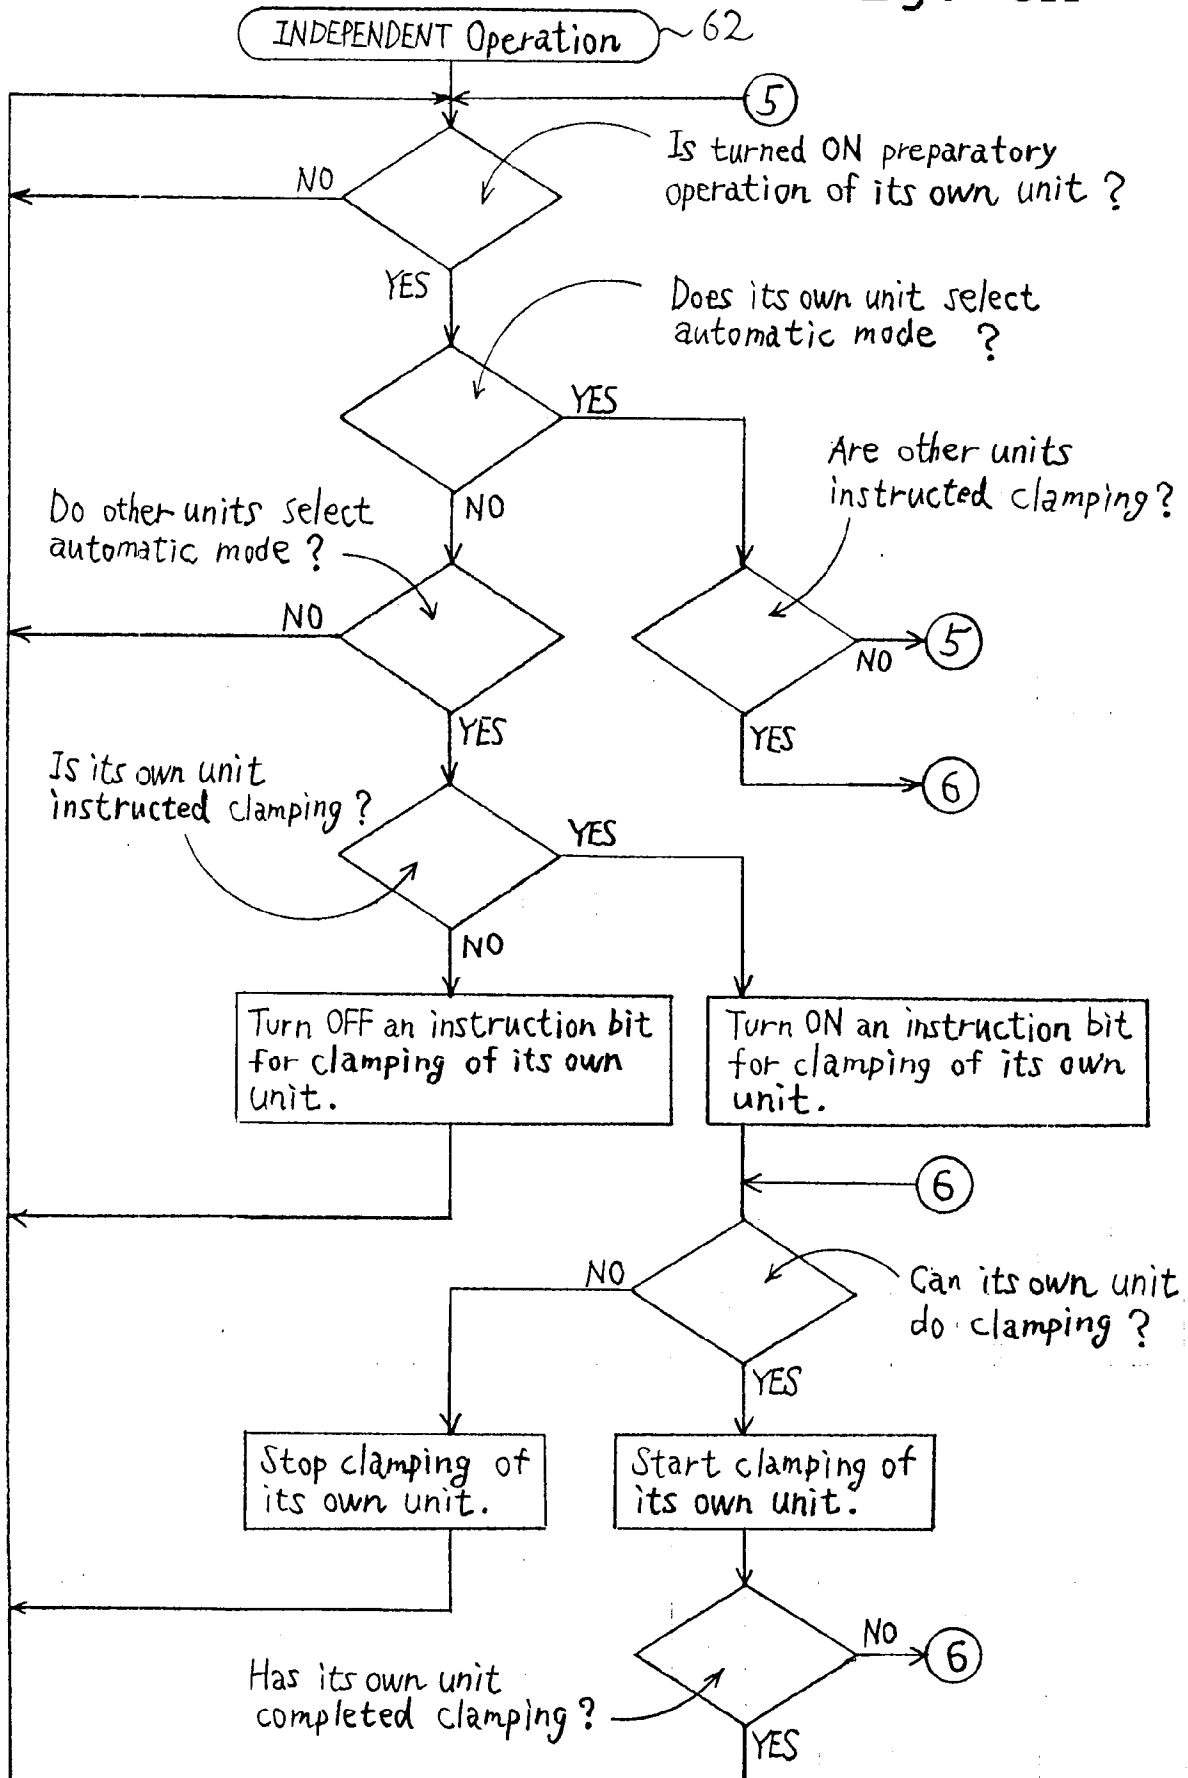 INDEPENDENT Operation
62
5
Is turned ON preparatory
operation of its own unit ?
NO
YES
Does its own unit select
automatic mode ?
YES
Are other units
instructed clamping?
Do other units select
automatic mode ?
NO
NO
5
NO
YES
YES
6
Is its own unit
instructed clamping ?
YES
NO
Turn OFF an instruction bit
for clamping of its own
unit.
Turn ON an instruction bit
for clamping of its own
unit.
6
NO
Can its own unit
do clamping ?
YES
Stop clamping of
its own unit.
Start clamping of
its own unit.
NO
6
Has its own unit
completed clamping ?
YES